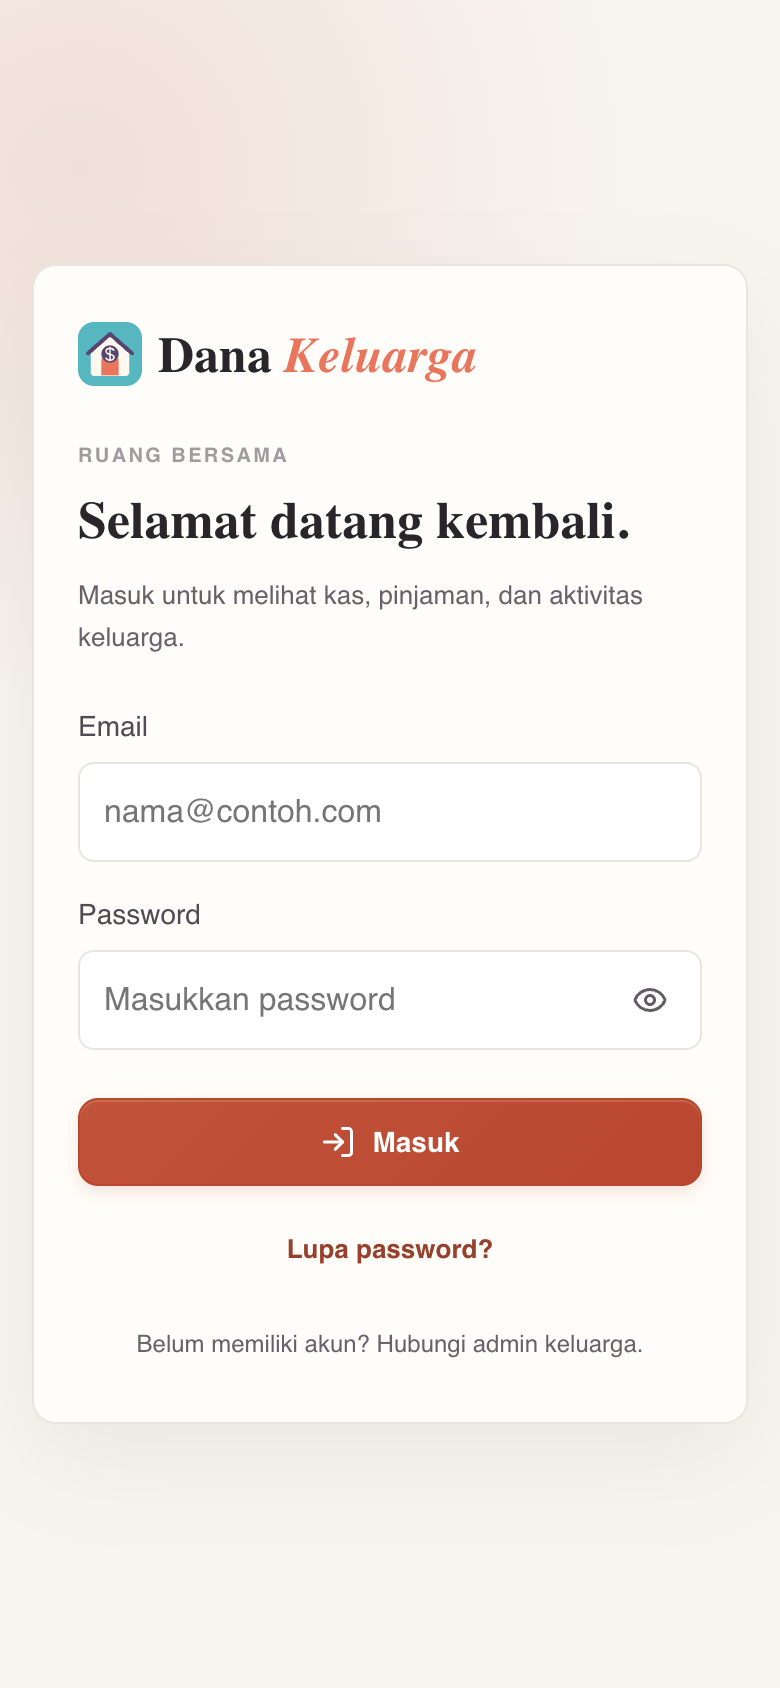 Dana Keluarga
RUANG BERSAMA
Selamat datang kembali.
Masuk untuk melihat kas, pinjaman, dan aktivitas
keluarga.
Email
nama@contoh.com
Password
Masukkan password
Masuk
Lupa password?
Belum memiliki akun? Hubungi admin keluarga.